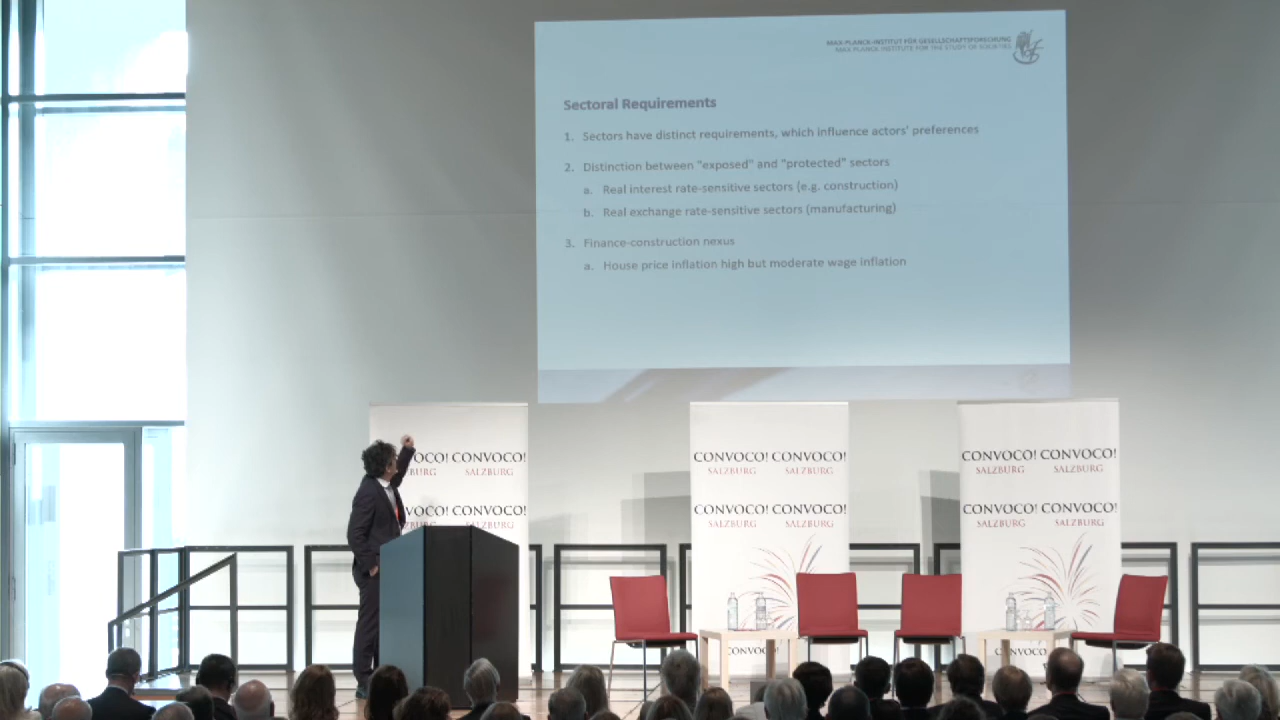 MAX PLANCK-INSTITUT FÜR GESELLSCHAFTSFORSCHUNG
MAX PLANCK INSTITUTE FOR THE STUDY OF SOCIETIES
Sectoral Requirements
1. Sectors have distinct requirements, which influence actors' preferences
2. Distinction between "exposed" and "protected" sectors
a. Real interest rate-sensitive sectors (e.g. construction)
b. Real exchange rate-sensitive sectors (manufacturing)
3. Finance-construction nexus
a. House price inflation high but moderate wage inflation
OCO! CONVOCO!
BURG SALZBURG
VOCO! CONVOCO!
SALZBURG
CONVOCO! CONVOCO!
SALZBURG SALZBURG
CONVOCO! CONVOCO!
SALZBURG SALZBURG
CONVOCO!
CONVOCO! CONVOCO!
SALZBURG SALZBURG
CONVOCO! CONVOCO!
SALZBURG SALZBURG
CONVOCO!